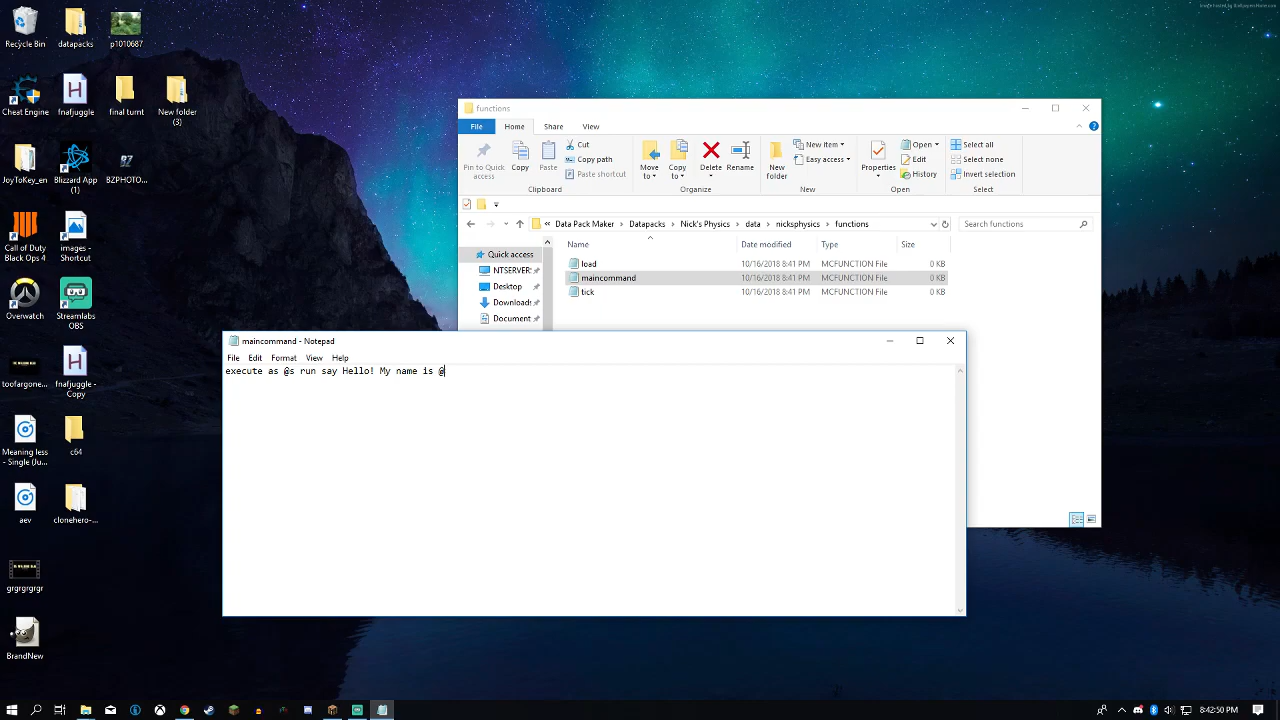 Image hosted by WallpapersHome.com
Recycle Bin
datapacks
p1010687
Cheat Engine
fnafjuggle
final turnt
New folder
(3)
JoyToKey_en
Blizzard App
(1)
BZ
BZPHOTO...
Call of Duty
Black Ops 4
images -
Shortcut
Overwatch
Streamlabs
OBS
toofargone...
fnafjuggle -
Copy
Meaning less
- Single (Ju...
c64
aev
clonehero-...
grgrgrgrgr
BrandNew
functions
File
Home
Share
View
Pin to Quick
access
Copy
Paste
Cut
Copy path
Paste shortcut
Clipboard
Move
to
Copy
to
Delete
Rename
Organize
New
folder
New item
Easy access
New
Properties
Open
Edit
History
Open
Select all
Select none
Invert selection
Select
« Data Pack Maker > Datapacks > Nick's Physics > data > nicksphysics > functions
Search functions
Name
Date modified
Type
Size
Quick access
NTSERVER
Desktop
Downloads
Document
load 10/16/2018 8:41 PM MCFUNCTION File 0 KB
maincommand 10/16/2018 8:41 PM MCFUNCTION File 0 KB
tick 10/16/2018 8:41 PM MCFUNCTION File 0 KB
maincommand - Notepad
File Edit Format View Help
execute as @s run say Hello! My name is @
8:42:50 PM